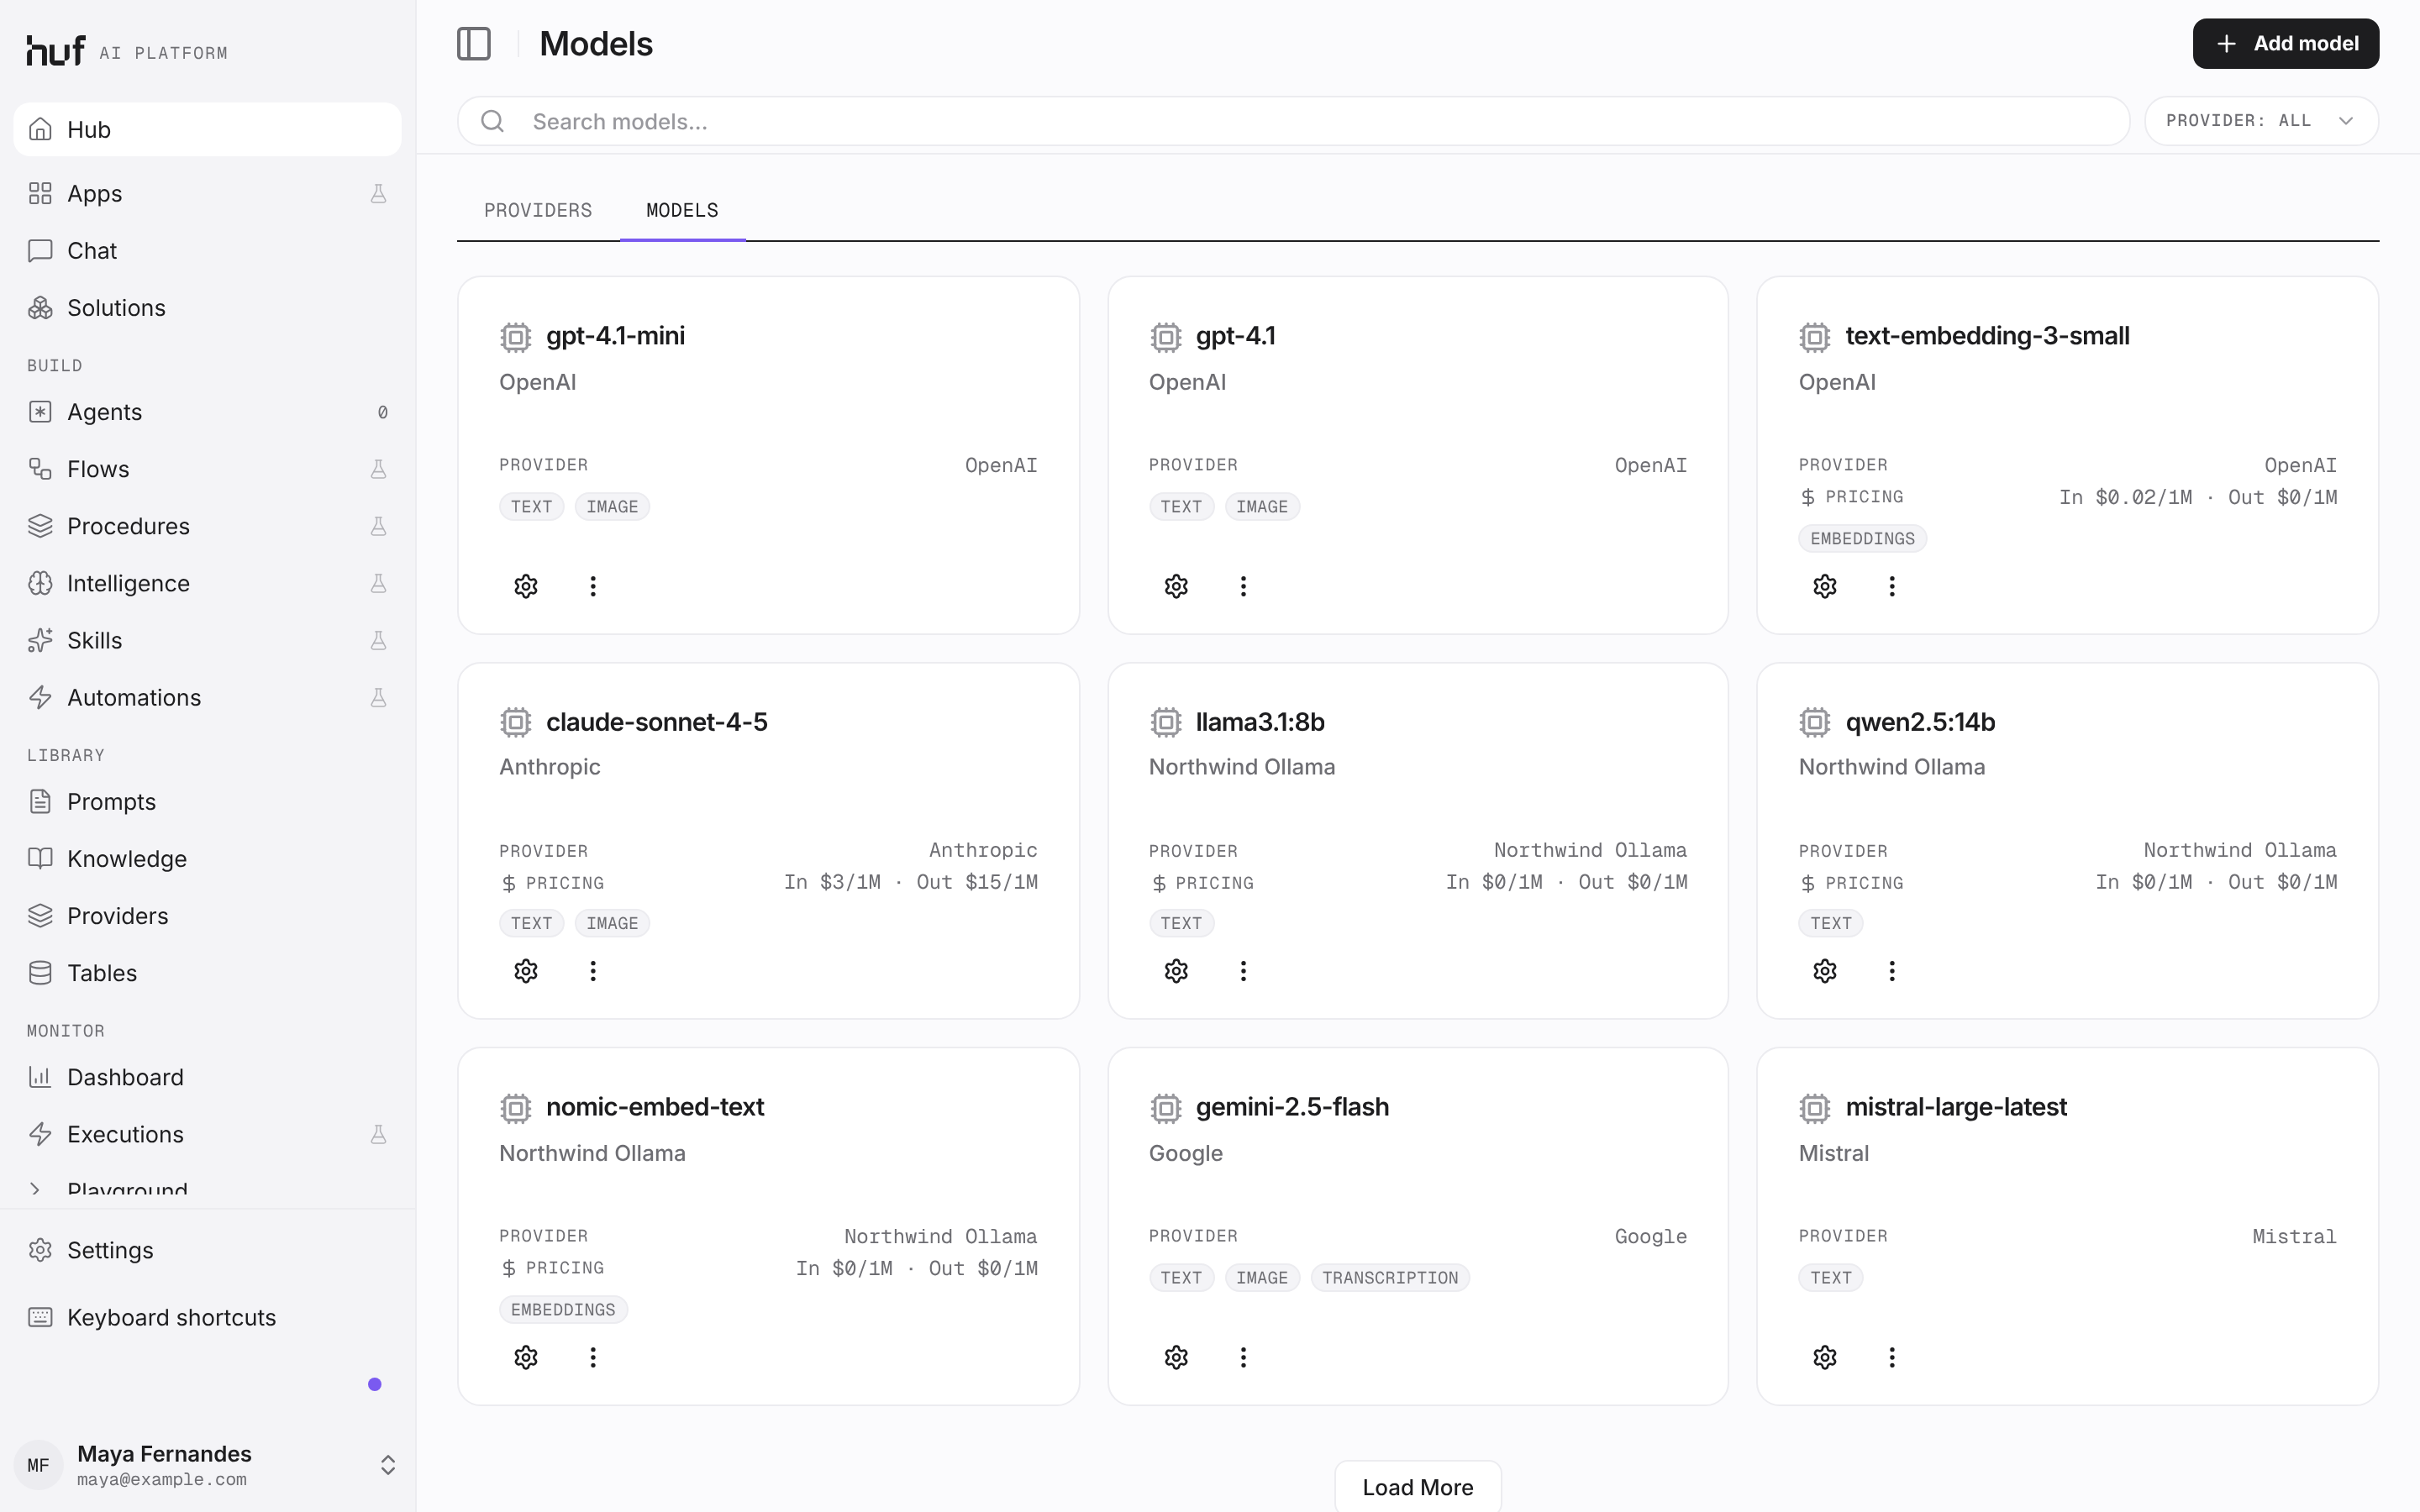 huf AI PLATFORM
Hub
Apps
Chat
Solutions
BUILD
Agents 0
Flows
Procedures
Intelligence
Skills
Automations
LIBRARY
Prompts
Knowledge
Providers
Tables
MONITOR
Dashboard
Executions
Playground
Settings
Keyboard shortcuts
MF
Maya Fernandes
maya@example.com
Models
Add model
Search models...
PROVIDER: ALL
PROVIDERS MODELS
gpt-4.1-mini
OpenAI
PROVIDER OpenAI
TEXT IMAGE
gpt-4.1
OpenAI
PROVIDER OpenAI
TEXT IMAGE
text-embedding-3-small
OpenAI
PROVIDER OpenAI
$ PRICING In $0.02/1M · Out $0/1M
EMBEDDINGS
claude-sonnet-4-5
Anthropic
PROVIDER Anthropic
$ PRICING In $3/1M · Out $15/1M
TEXT IMAGE
llama3.1:8b
Northwind Ollama
PROVIDER Northwind Ollama
$ PRICING In $0/1M · Out $0/1M
TEXT
qwen2.5:14b
Northwind Ollama
PROVIDER Northwind Ollama
$ PRICING In $0/1M · Out $0/1M
TEXT
nomic-embed-text
Northwind Ollama
PROVIDER Northwind Ollama
$ PRICING In $0/1M · Out $0/1M
EMBEDDINGS
gemini-2.5-flash
Google
PROVIDER Google
TEXT IMAGE TRANSCRIPTION
mistral-large-latest
Mistral
PROVIDER Mistral
TEXT
Load More